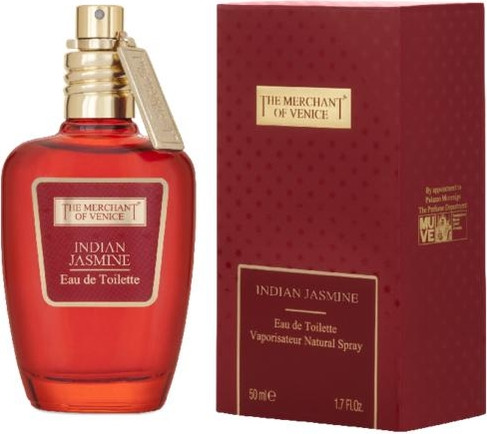 THE MERCHANT
OF VENICE
INDIAN
JASMINE
Eau de Toilette
THE MERCHANT
OF VENICE
By appointment to
Palazzo Mocenigo
The Perfume Department
MU
VE
INDIAN JASMINE
Eau de Toilette
Vaporisateur Natural Spray
50 ml℮
1.7 Fl.Oz.